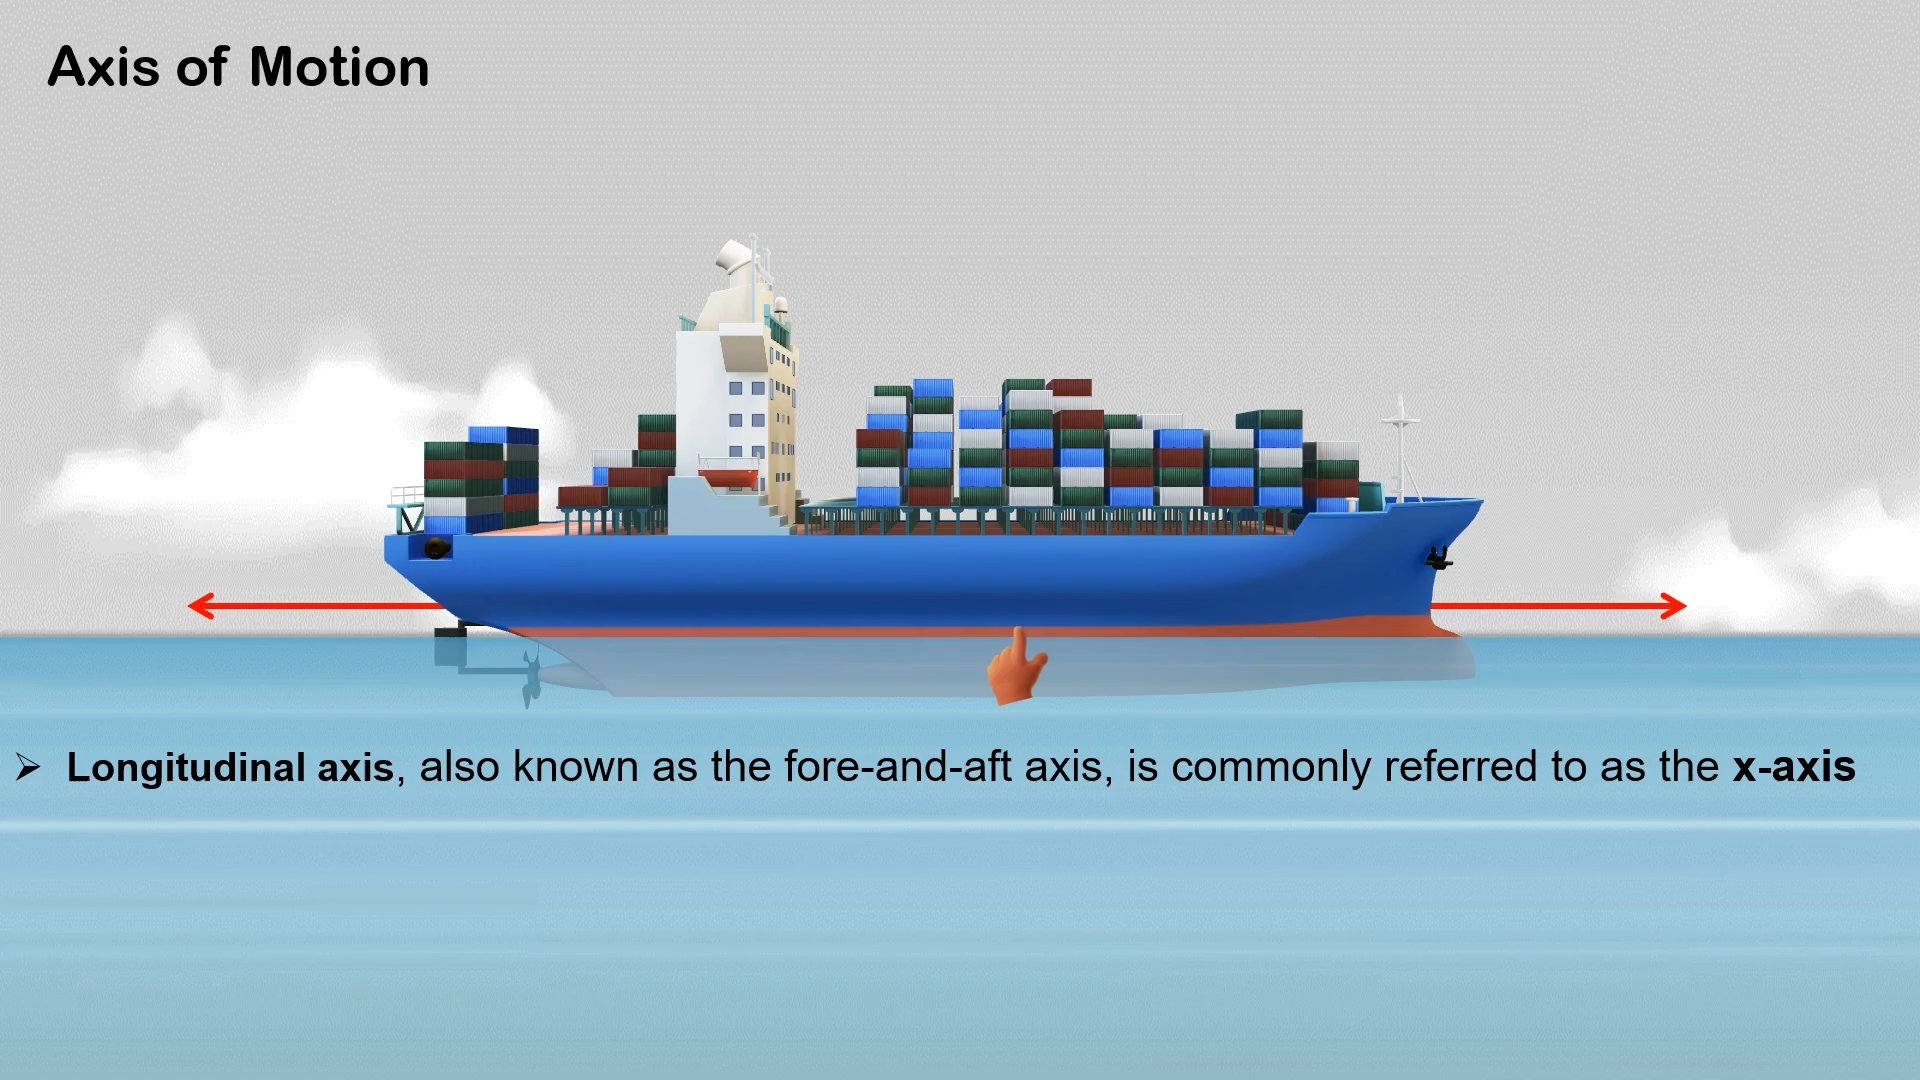 Axis of Motion
➢ Longitudinal axis, also known as the fore-and-aft axis, is commonly referred to as the x-axis